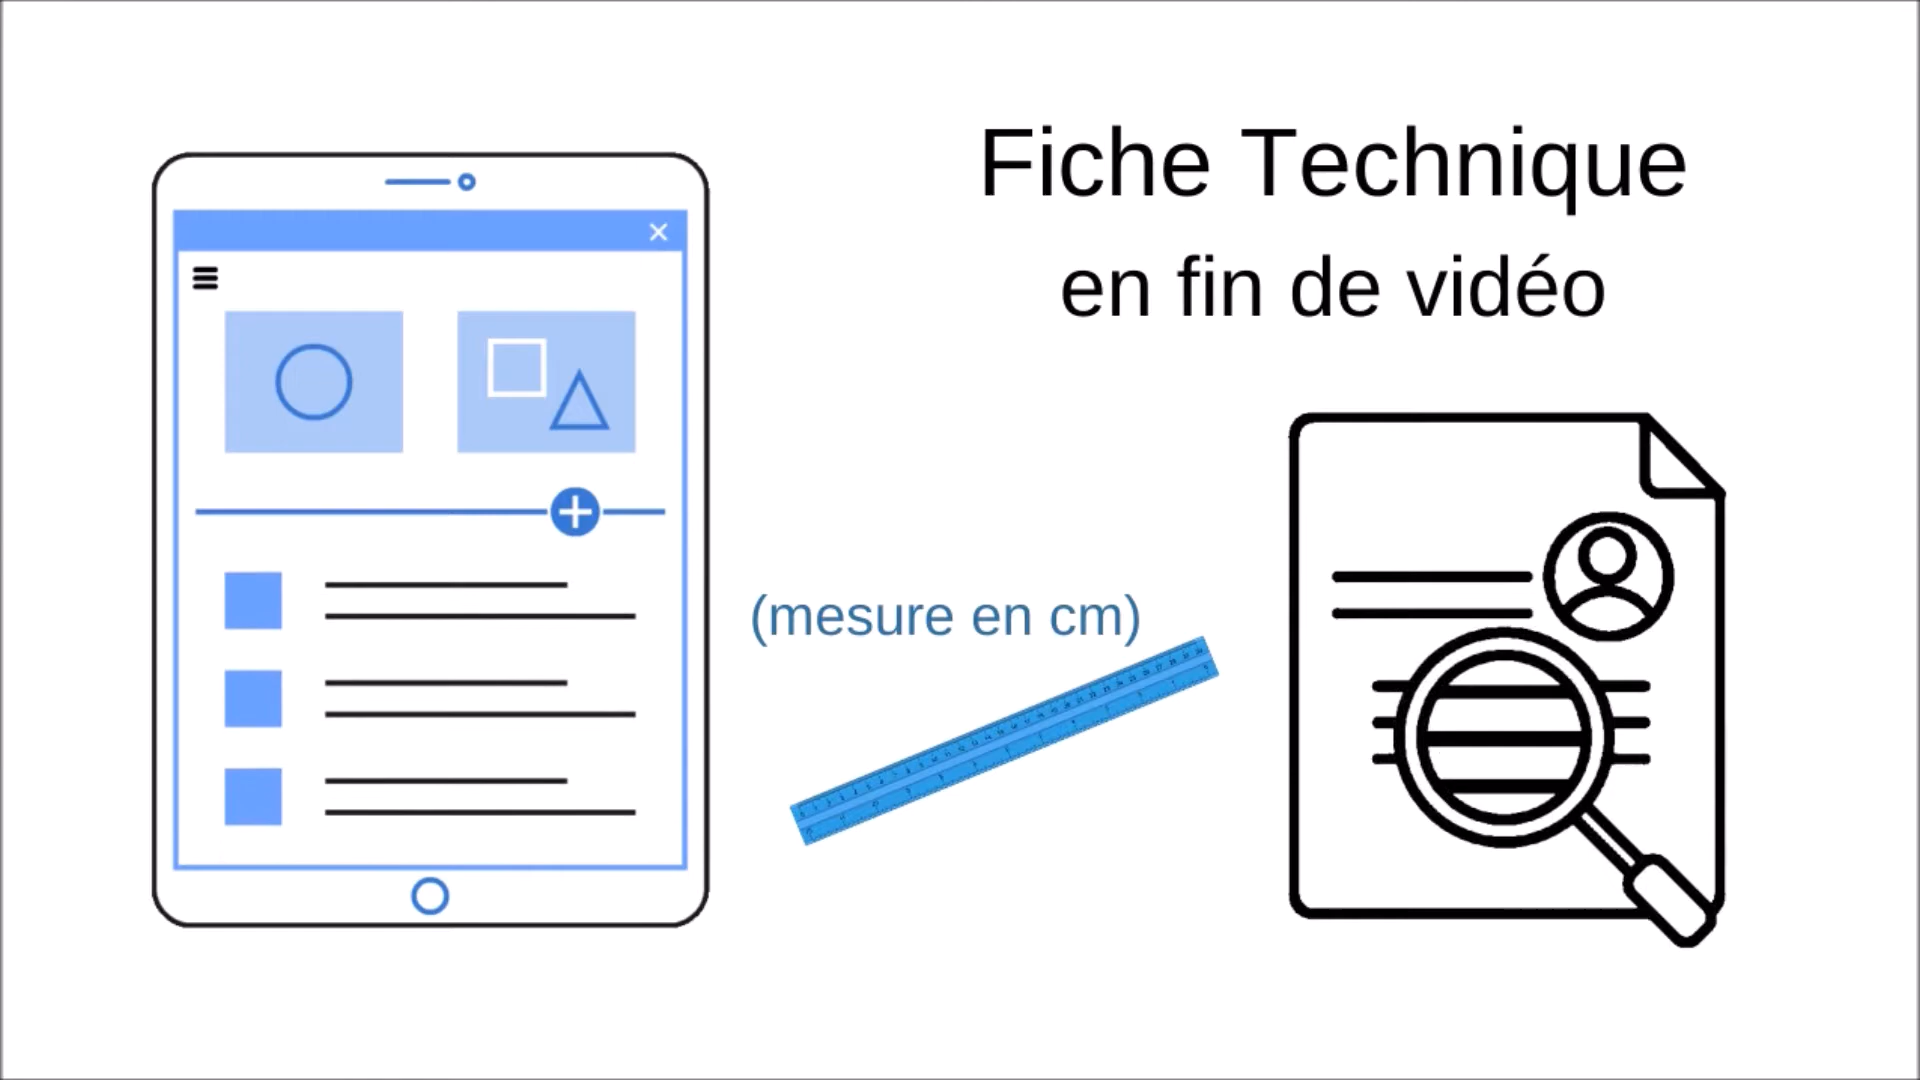 Fiche Technique
en fin de vidéo
(mesure en cm)